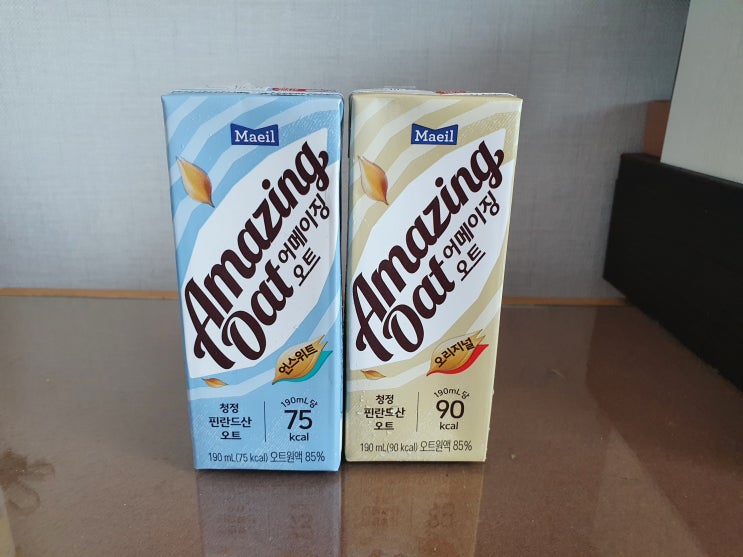 Maeil
Amazing
Oat
어메이징
오트
언스위트
청정
핀란드산
오트
190mL당
75
kcal
190 mL(75 kcal) 오트원액 85%
Maeil
Amazing
Oat
어메이징
오트
오리지널
청정
핀란드산
오트
190mL당
90
kcal
190 mL(90 kcal) 오트원액 85%